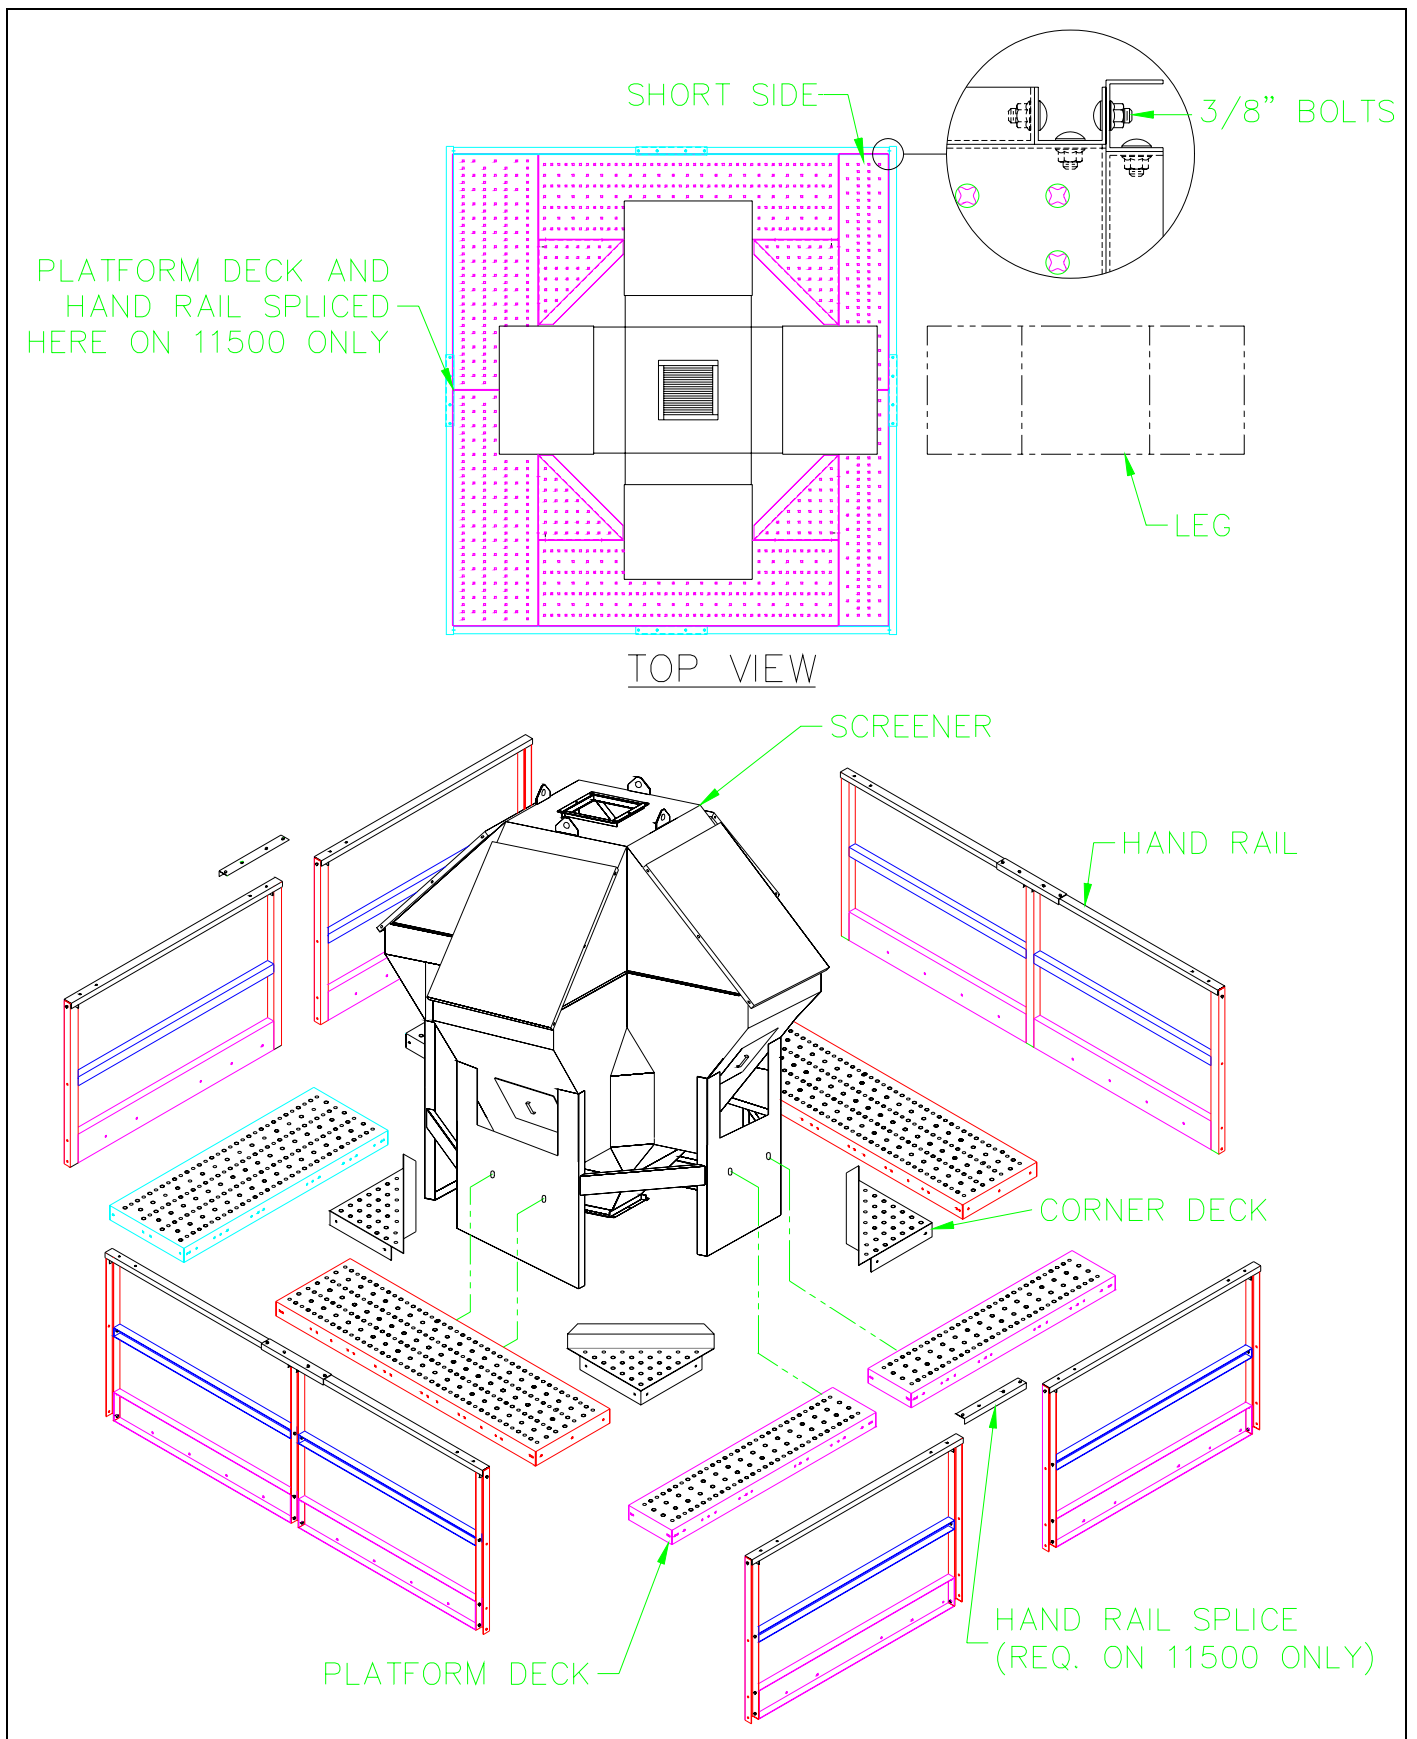 SHORT SIDE
3/8” BOLTS
PLATFORM DECK AND
HAND RAIL SPLICED
HERE ON 11500 ONLY
LEG
TOP VIEW
SCREENER
HAND RAIL
CORNER DECK
HAND RAIL SPLICE
(REQ. ON 11500 ONLY)
PLATFORM DECK